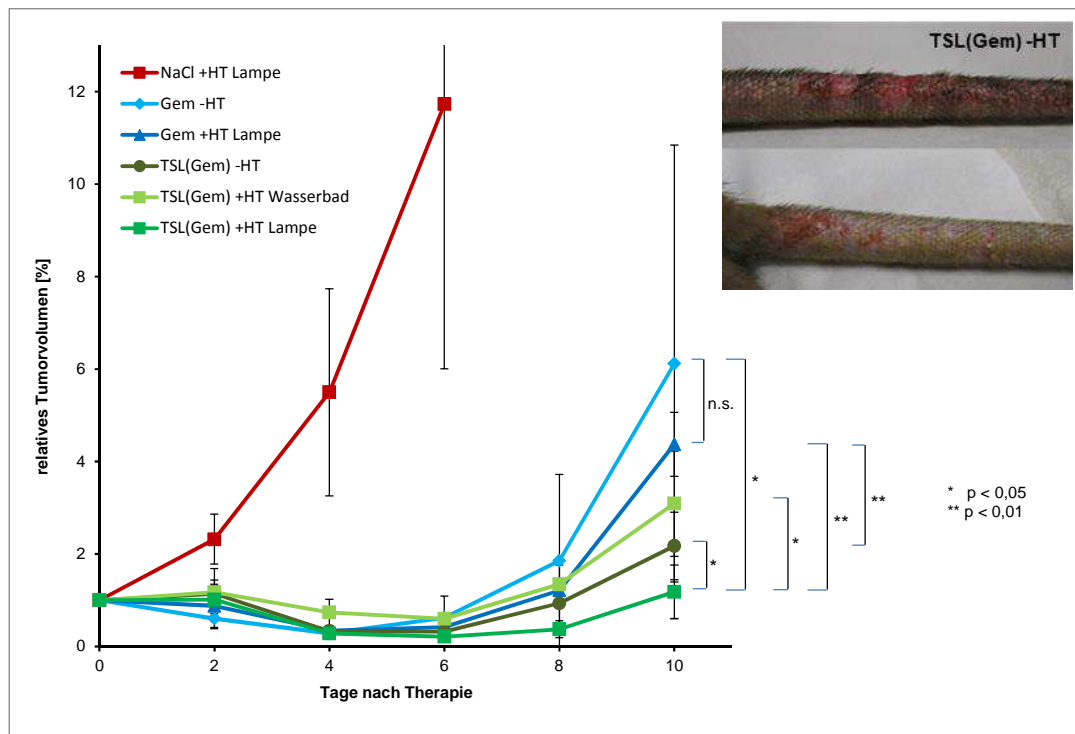 TSL(Gem) -HT
NaCl +HT Lampe
Gem -HT
Gem +HT Lampe
TSL(Gem) -HT
TSL(Gem) +HT Wasserbad
TSL(Gem) +HT Lampe
relatives Tumorvolumen [%]
12
10
8
6
4
2
0
0 2 4 6 8 10
Tage nach Therapie
n.s.
*
*
*
**
**
* p < 0,05
** p < 0,01